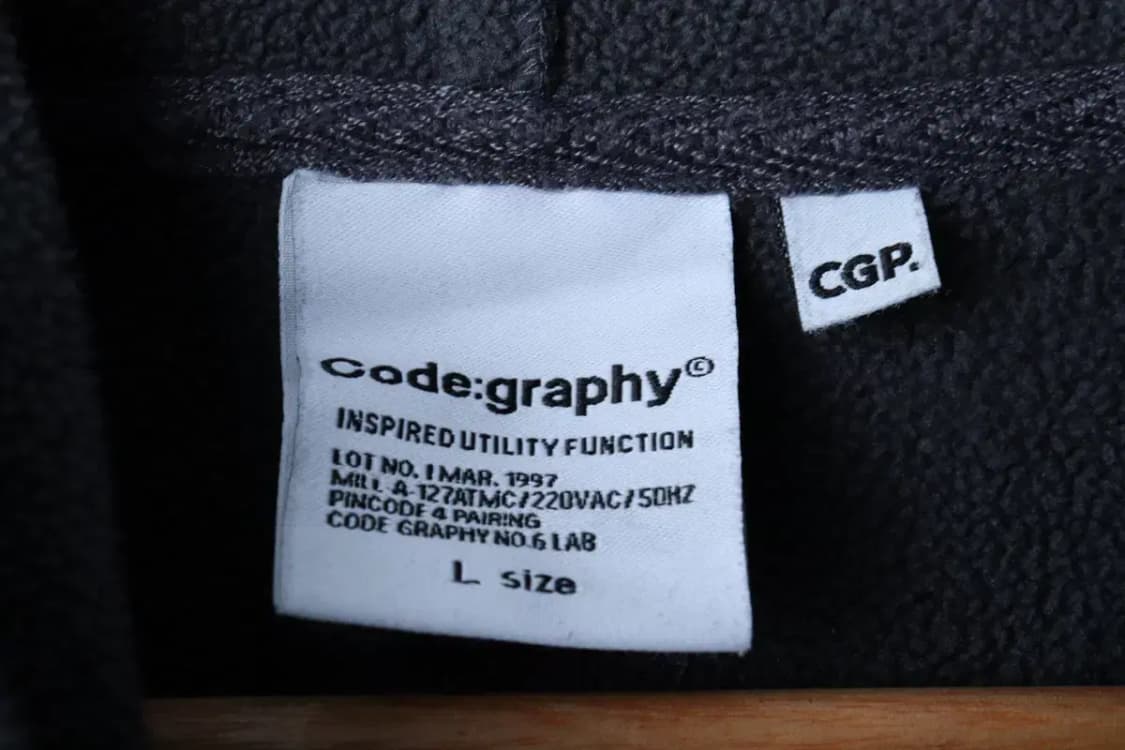 Code:graphy©
INSPIRED UTILITY FUNCTION
LOT NO. 1 MAR. 1997
MILL A-127ATMC/220VAC/50HZ
PINCODE 4 PAIRING
CODE GRAPHY NO.6 LAB
L size
CGP.